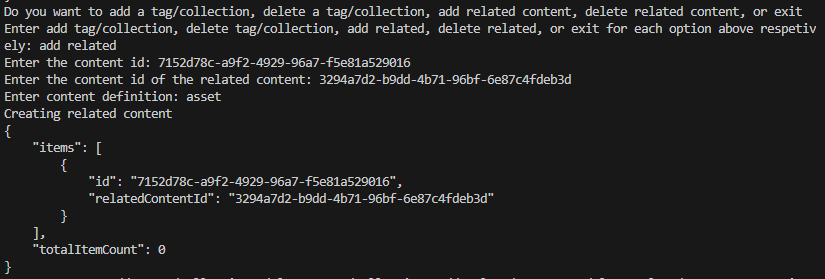 Do you want to add a tag/collection, delete a tag/collection, add related content, delete related content, or exit
Enter add tag/collection, delete tag/collection, add related, delete related, or exit for each option above respetiv
ely: add related
Enter the content id: 7152d78c-a9f2-4929-96a7-f5e81a529016
Enter the content id of the related content: 3294a7d2-b9dd-4b71-96bf-6e87c4fdeb3d
Enter content definition: asset
Creating related content
{
    "items": [
        {
            "id": "7152d78c-a9f2-4929-96a7-f5e81a529016",
            "relatedContentId": "3294a7d2-b9dd-4b71-96bf-6e87c4fdeb3d"
        }
    ],
    "totalItemCount": 0
}